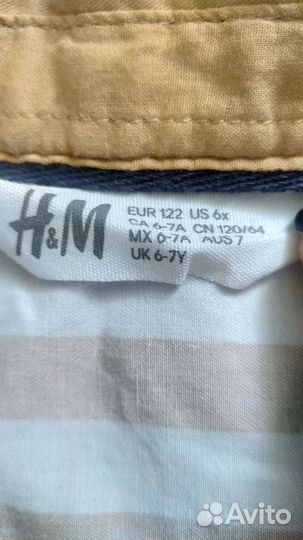 H&M
EUR 122 US 6x
CA 6-7A CN 120/64
MX 6-7A AUS 7
UK 6-7Y
Avito